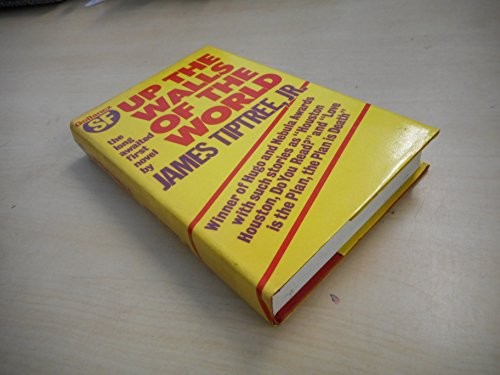 Gollancz
SF
UP THE
WALLS
OF THE
WORLD
the
long
awaited
first
novel
by
JAMES TIPTREE, JR.
Winner of Hugo and Nebula Awards
with such stories as "Houston
Houston, Do You Read?" and "Love
is the Plan, the Plan is Death"